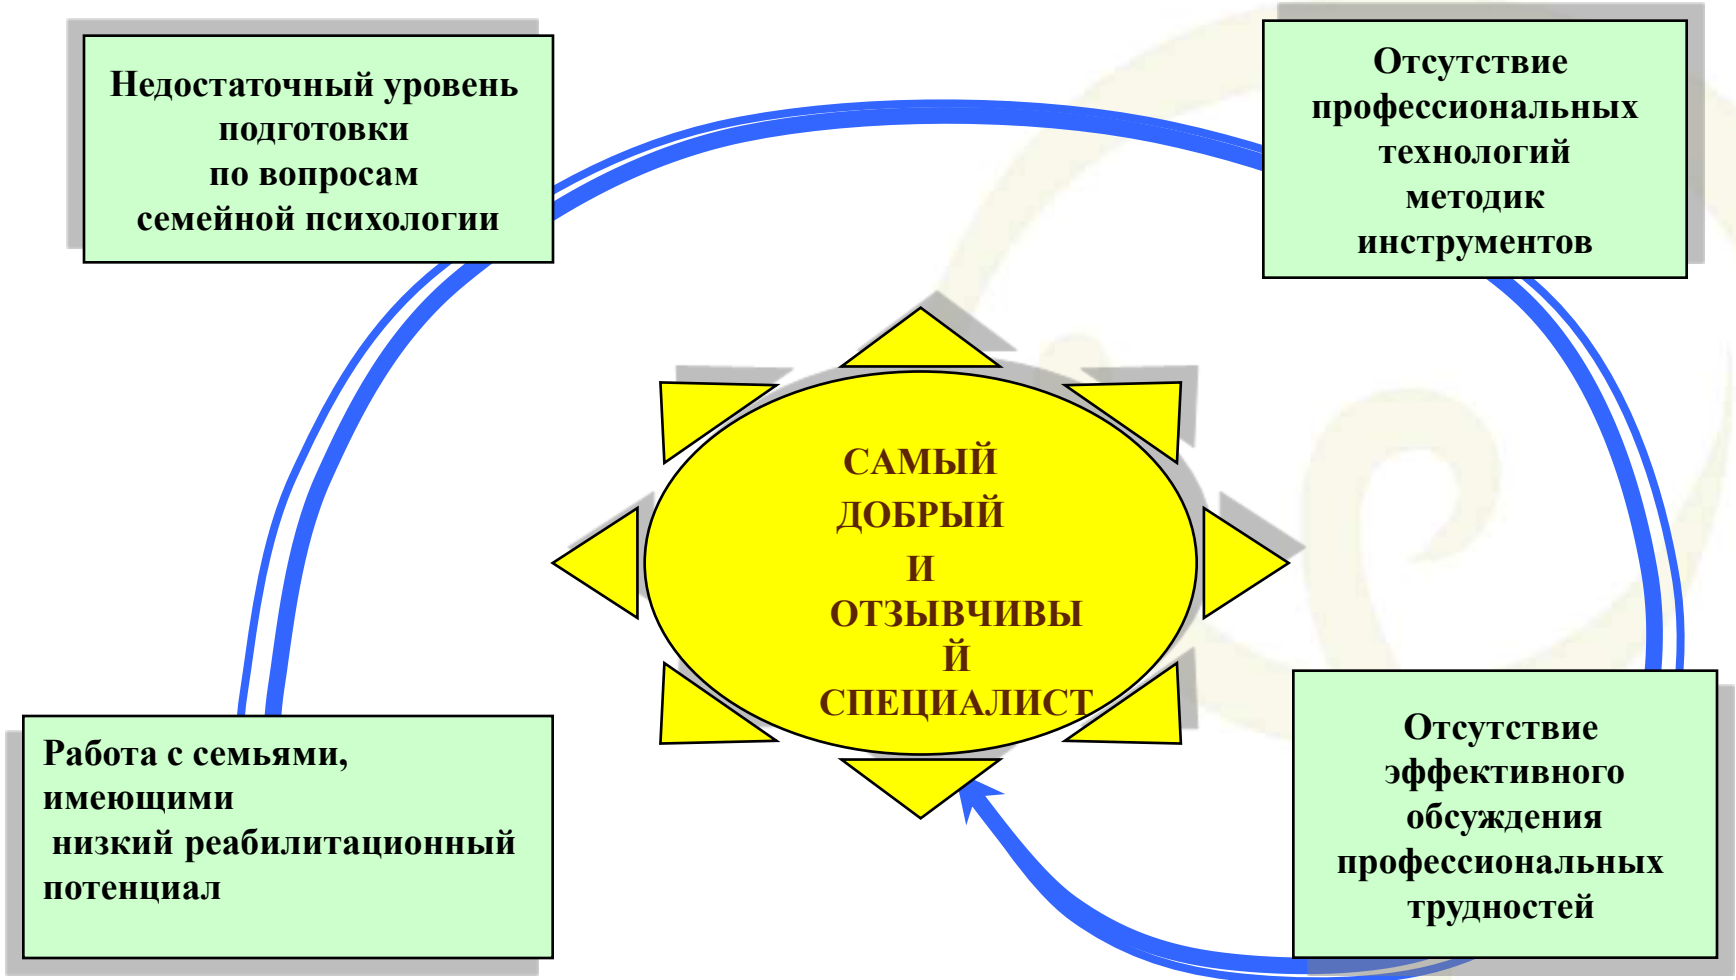 Недостаточный уровень
подготовки
по вопросам
семейной психологии
Отсутствие
профессиональных
технологий
методик
инструментов
САМЫЙ
ДОБРЫЙ
И
ОТЗЫВЧИВЫ
Й
СПЕЦИАЛИСТ
Работа с семьями,
имеющими
низкий реабилитационный
потенциал
Отсутствие
эффективного
обсуждения
профессиональных
трудностей